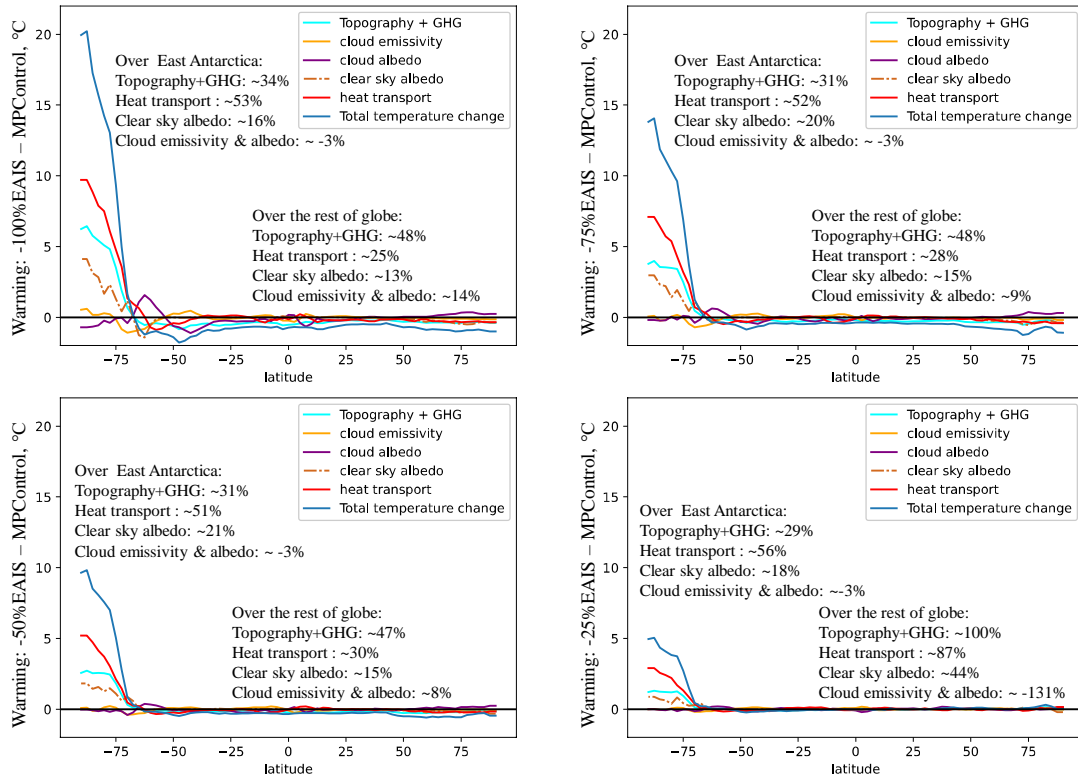 Warming: -100%EAIS – MPControl, °C
20
15
10
5
0
Topography + GHG
cloud emissivity
cloud albedo
clear sky albedo
heat transport
Total temperature change
Over East Antarctica:
Topography+GHG: ~34%
Heat transport : ~53%
Clear sky albedo: ~16%
Cloud emissivity & albedo: ~ -3%
Over the rest of globe:
Topography+GHG: ~48%
Heat transport : ~25%
Clear sky albedo: ~13%
Cloud emissivity & albedo: ~14%
−75 −50 −25 0 25 50 75
latitude
Warming: -75%EAIS – MPControl, °C
20
15
10
5
0
Topography + GHG
cloud emissivity
cloud albedo
clear sky albedo
heat transport
Total temperature change
Over East Antarctica:
Topography+GHG: ~31%
Heat transport : ~52%
Clear sky albedo: ~20%
Cloud emissivity & albedo: ~ -3%
Over the rest of globe:
Topography+GHG: ~48%
Heat transport : ~28%
Clear sky albedo: ~15%
Cloud emissivity & albedo: ~9%
−75 −50 −25 0 25 50 75
latitude
Warming: -50%EAIS – MPControl, °C
20
15
10
5
0
Topography + GHG
cloud emissivity
cloud albedo
clear sky albedo
heat transport
Total temperature change
Over East Antarctica:
Topography+GHG: ~31%
Heat transport : ~51%
Clear sky albedo: ~21%
Cloud emissivity & albedo: ~ -3%
Over the rest of globe:
Topography+GHG: ~47%
Heat transport : ~30%
Clear sky albedo: ~15%
Cloud emissivity & albedo: ~8%
−75 −50 −25 0 25 50 75
latitude
Warming: -25%EAIS – MPControl, °C
20
15
10
5
0
Topography + GHG
cloud emissivity
cloud albedo
clear sky albedo
heat transport
Total temperature change
Over East Antarctica:
Topography+GHG: ~29%
Heat transport : ~56%
Clear sky albedo: ~18%
Cloud emissivity & albedo: ~-3%
Over the rest of globe:
Topography+GHG: ~100%
Heat transport : ~87%
Clear sky albedo: ~44%
Cloud emissivity & albedo: ~ -131%
−75 −50 −25 0 25 50 75
latitude